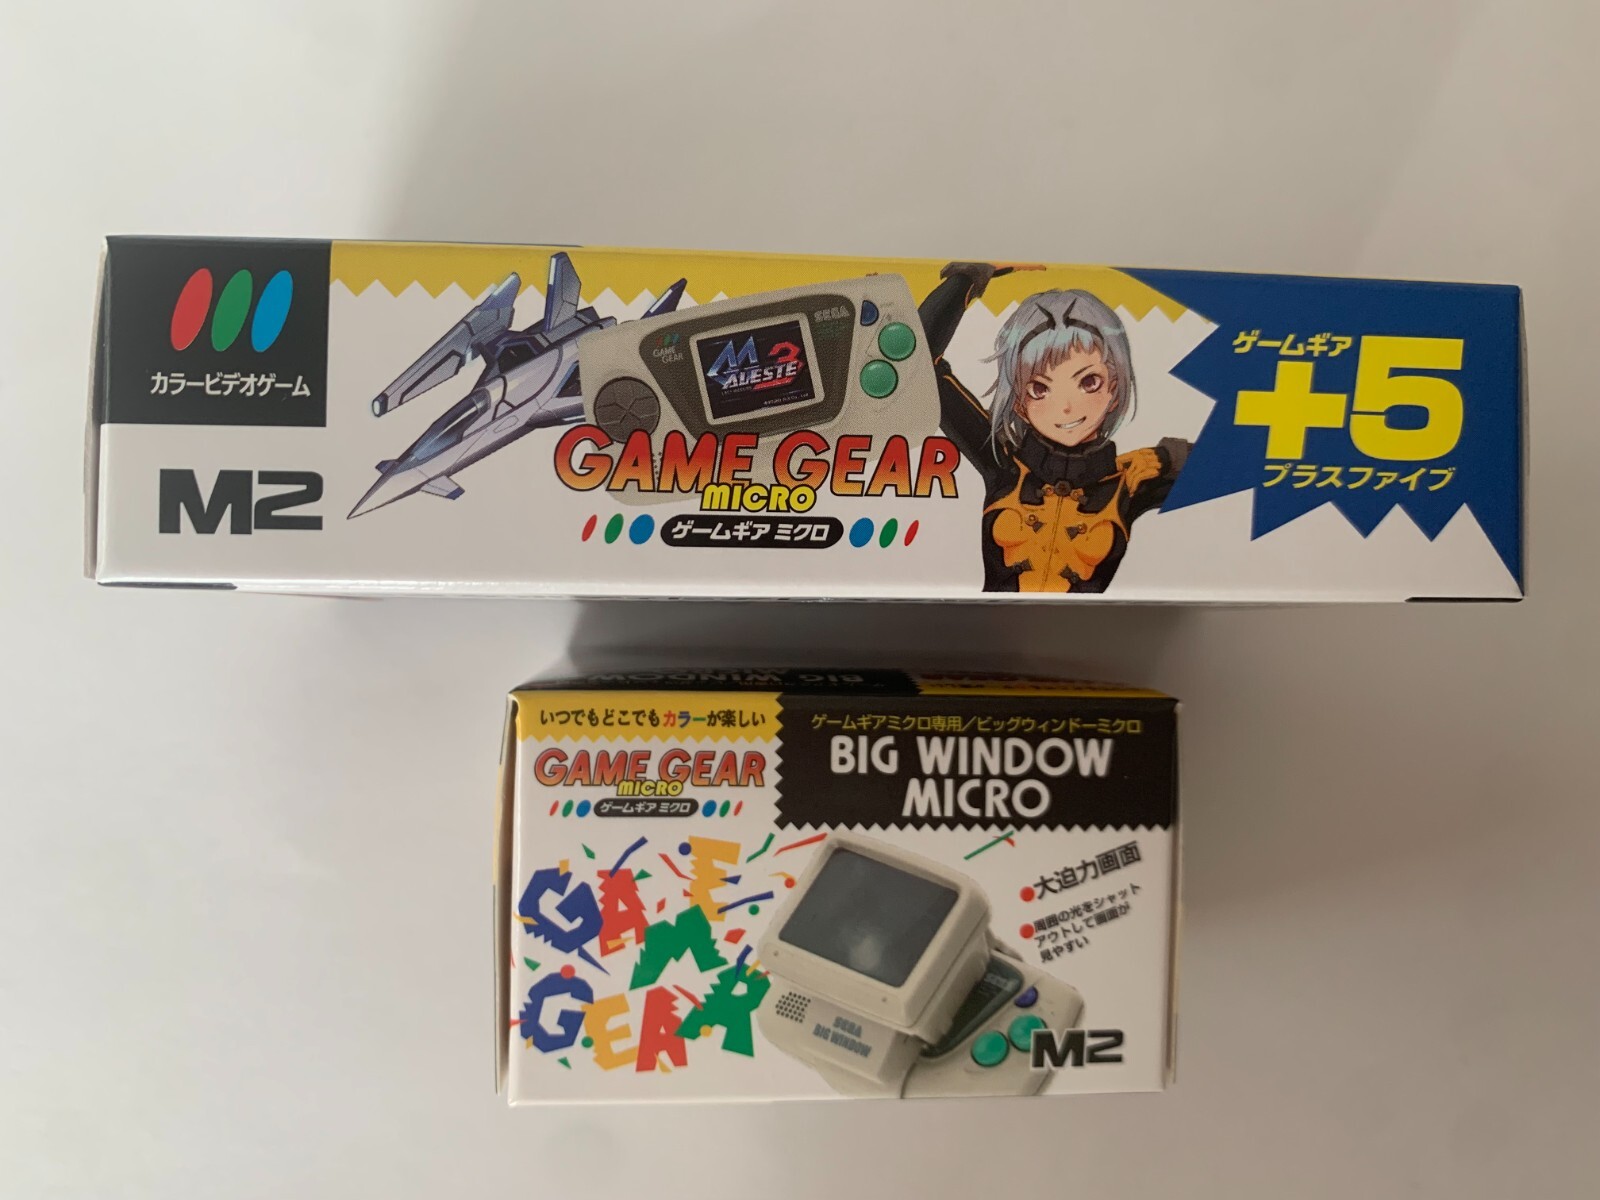 カラービデオゲーム
M2
GAME GEAR
SEGA
M
ALESTE 3
GAME GEAR
MICRO
ゲームギア ミクロ
ゲームギア
+5
プラスファイブ
BIG WINDOW
いつでもどこでもカラーが楽しい
GAME GEAR
MICRO
ゲームギア ミクロ
ゲームギアミクロ専用/ビッグウィンドーミクロ
BIG WINDOW
MICRO
GAME
GEAR
大迫力画面
周囲の光をシャット
アウトして画面が
見やすい
SEGA
BIG WINDOW
M2